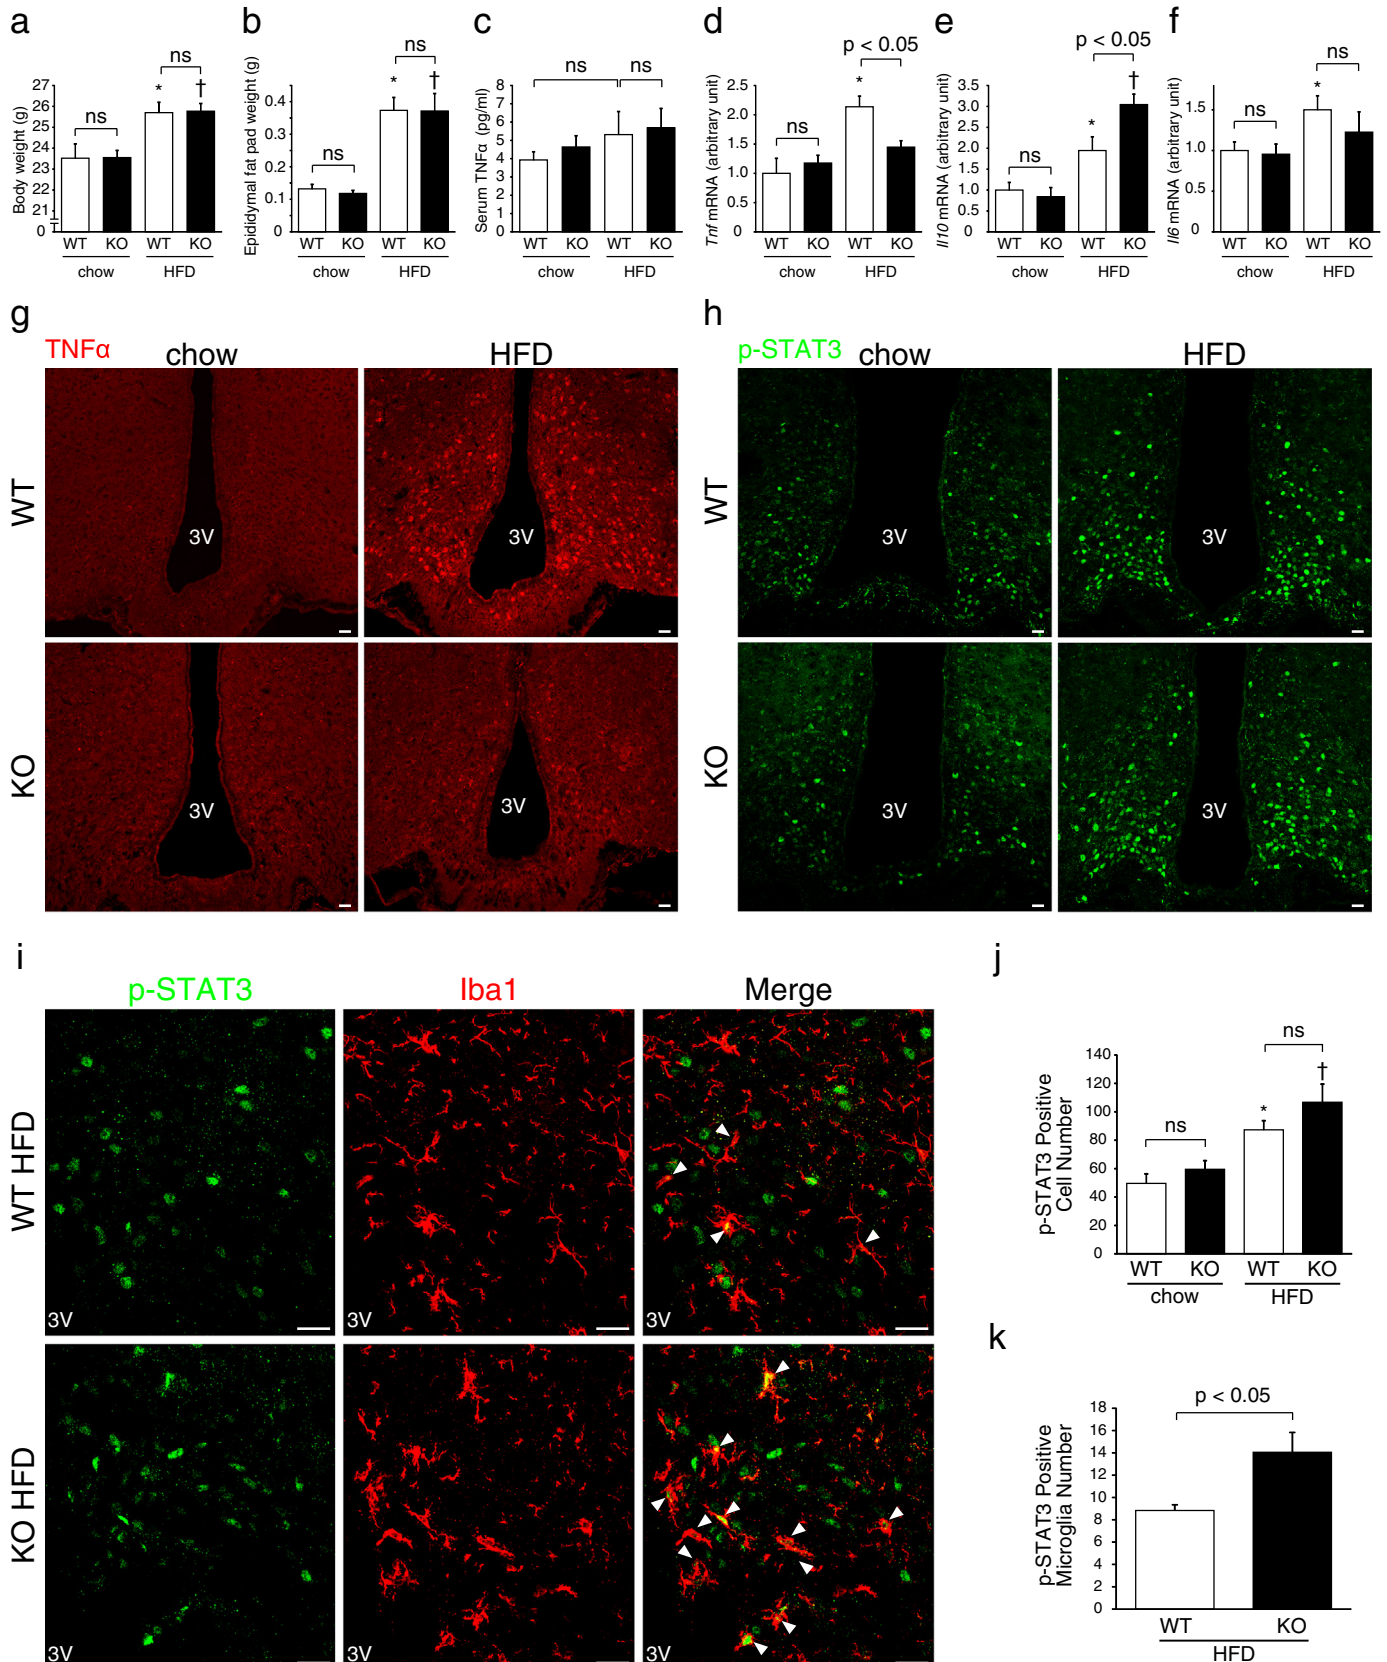 a
ns
ns
* †
Body weight (g)
27
26
25
24
23
22
21
0
WT KO WT KO
chow HFD
b
ns
ns
* †
Epididymal fat pad weight (g)
0.4
0.3
0.2
0.1
0
WT KO WT KO
chow HFD
c
ns ns
Serum TNFα (pg/ml)
8
7
6
5
4
3
2
1
0
WT KO WT KO
chow HFD
d
p < 0.05
ns
*
Tnf mRNA (arbitrary unit)
2.5
2.0
1.5
1.0
0.5
0
WT KO WT KO
chow HFD
e
p < 0.05
ns
* †
Il10 mRNA (arbitrary unit)
3.5
3.0
2.5
2.0
1.5
1.0
0.5
0
WT KO WT KO
chow HFD
f
ns
ns
*
Il6 mRNA (arbitrary unit)
1.5
1.0
0
WT KO WT KO
chow HFD
g
TNFα chow HFD
WT
3V 3V
KO
3V 3V
h
p-STAT3 chow HFD
WT
3V 3V
KO
3V 3V
i
p-STAT3 Iba1 Merge
WT HFD
3V 3V 3V
KO HFD
3V 3V 3V
j
ns
ns
* †
p-STAT3 Positive
Cell Number
140
120
100
80
60
40
20
0
WT KO WT KO
chow HFD
k
p < 0.05
p-STAT3 Positive
Microglia Number
18
16
14
12
10
8
6
4
2
0
WT KO
HFD